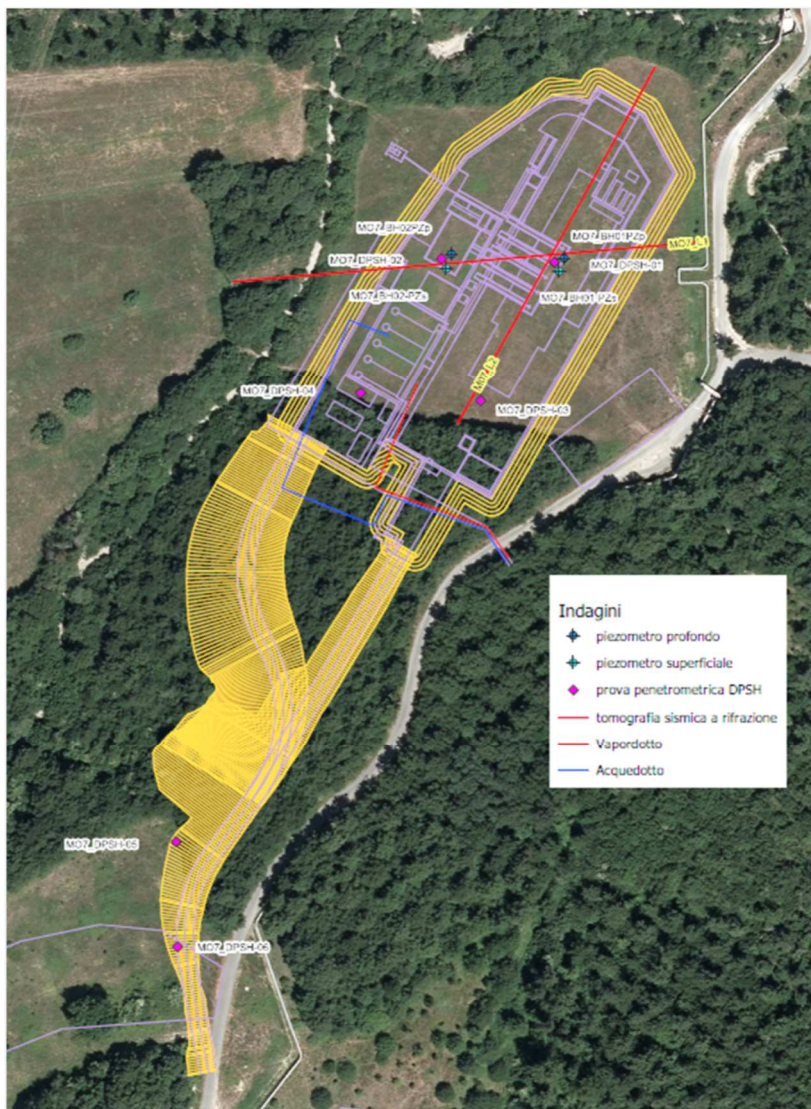 MO7_BH02PZp
MO7_BH01PZp
MO7_L1
MO7_DPSH-02
MO7_DPSH-01
MO7_BH02-PZs
MO7_BH01-PZs
MO7_L2
MO7_DPSH-04
MO7_DPSH-03
Indagini
piezometro profondo
piezometro superficiale
prova penetrometrica DPSH
tomografia sismica a rifrazione
Vapordotto
Acquedotto
MO7_DPSH-05
MO7_DPSH-06